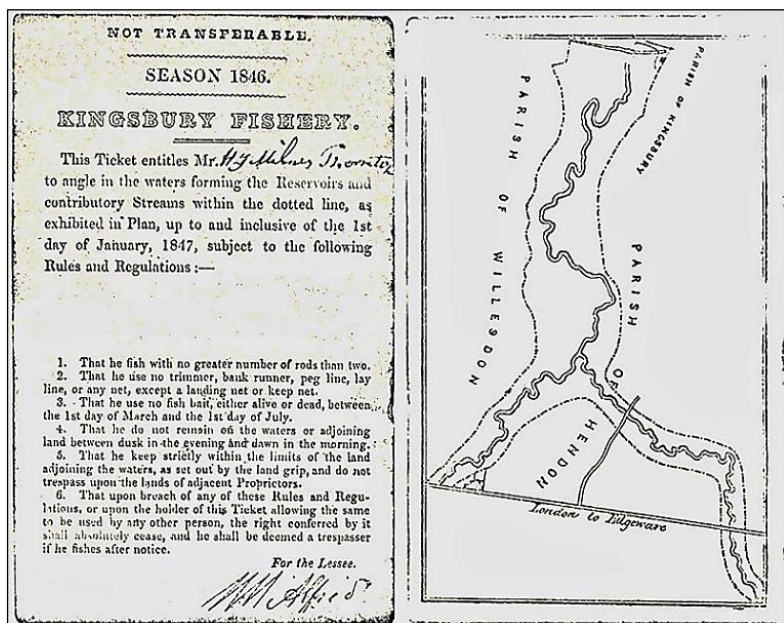 NOT TRANSFERABLE.
SEASON 1846.
KINGSBURY FISHERY.
This Ticket entitles Mr. H J Milnes Thornton
to angle in the waters forming the Reservoirs and
contributory Streams within the dotted line, as
exhibited in Plan, up to and inclusive of the 1st
day of January, 1847, subject to the following
Rules and Regulations :—
1. That he fish with no greater number of rods than two.
2. That he use no trimmer, bank runner, peg line, lay
line, or any net, except a landing net or keep net.
3. That he use no fish bait, either alive or dead, between
the 1st day of March and the 1st day of July.
4. That he do not remain on the waters or adjoining
land between dusk in the evening and dawn in the morning.
5. That he keep strictly within the limits of the land
adjoining the waters, as set out by the land grip, and do not
trespass upon the lands of adjacent Proprietors.
6. That upon breach of any of these Rules and Regu-
lations, or upon the holder of this Ticket allowing the same
to be used by any other person, the right conferred by it
shall absolutely cease, and he shall be deemed a trespasser
if he fishes after notice.
For the Lessee.
PARISH OF KINGSBURY
PARISH OF WILLESDON
PARISH OF
HENDON
London to Edgeware